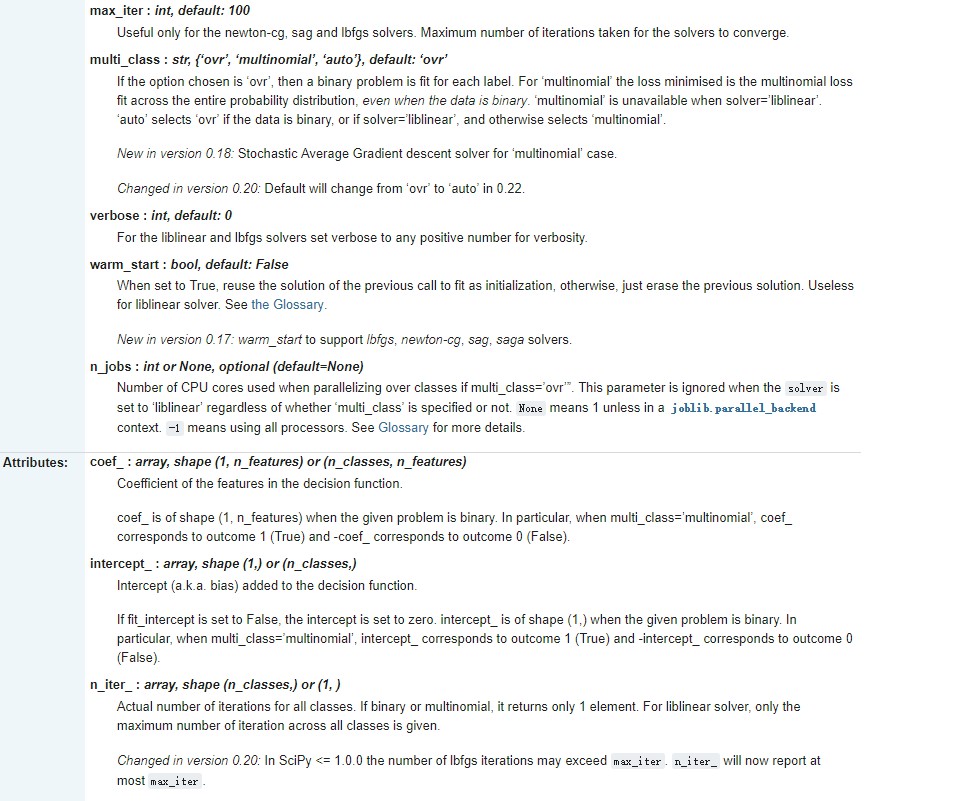 max_iter : int, default: 100
Useful only for the newton-cg, sag and lbfgs solvers. Maximum number of iterations taken for the solvers to converge.
multi_class : str, {‘ovr’, ‘multinomial’, ‘auto’}, default: ‘ovr’
If the option chosen is ‘ovr’, then a binary problem is fit for each label. For ‘multinomial’ the loss minimised is the multinomial loss
fit across the entire probability distribution, even when the data is binary. ‘multinomial’ is unavailable when solver=’liblinear’.
‘auto’ selects ‘ovr’ if the data is binary, or if solver=’liblinear’, and otherwise selects ‘multinomial’.
New in version 0.18: Stochastic Average Gradient descent solver for ‘multinomial’ case.
Changed in version 0.20: Default will change from ‘ovr’ to ‘auto’ in 0.22.
verbose : int, default: 0
For the liblinear and lbfgs solvers set verbose to any positive number for verbosity.
warm_start : bool, default: False
When set to True, reuse the solution of the previous call to fit as initialization, otherwise, just erase the previous solution. Useless
for liblinear solver. See the Glossary.
New in version 0.17: warm_start to support lbfgs, newton-cg, sag, saga solvers.
n_jobs : int or None, optional (default=None)
Number of CPU cores used when parallelizing over classes if multi_class=’ovr’”. This parameter is ignored when the solver is
set to ‘liblinear’ regardless of whether ‘multi_class’ is specified or not. None means 1 unless in a joblib.parallel_backend
context. -1 means using all processors. See Glossary for more details.
Attributes: coef_ : array, shape (1, n_features) or (n_classes, n_features)
Coefficient of the features in the decision function.
coef_ is of shape (1, n_features) when the given problem is binary. In particular, when multi_class=’multinomial’, coef_
corresponds to outcome 1 (True) and -coef_ corresponds to outcome 0 (False).
intercept_ : array, shape (1,) or (n_classes,)
Intercept (a.k.a. bias) added to the decision function.
If fit_intercept is set to False, the intercept is set to zero. intercept_ is of shape (1,) when the given problem is binary. In
particular, when multi_class=’multinomial’, intercept_ corresponds to outcome 1 (True) and -intercept_ corresponds to outcome 0
(False).
n_iter_ : array, shape (n_classes,) or (1, )
Actual number of iterations for all classes. If binary or multinomial, it returns only 1 element. For liblinear solver, only the
maximum number of iteration across all classes is given.
Changed in version 0.20: In SciPy <= 1.0.0 the number of lbfgs iterations may exceed max_iter. n_iter_ will now report at
most max_iter.